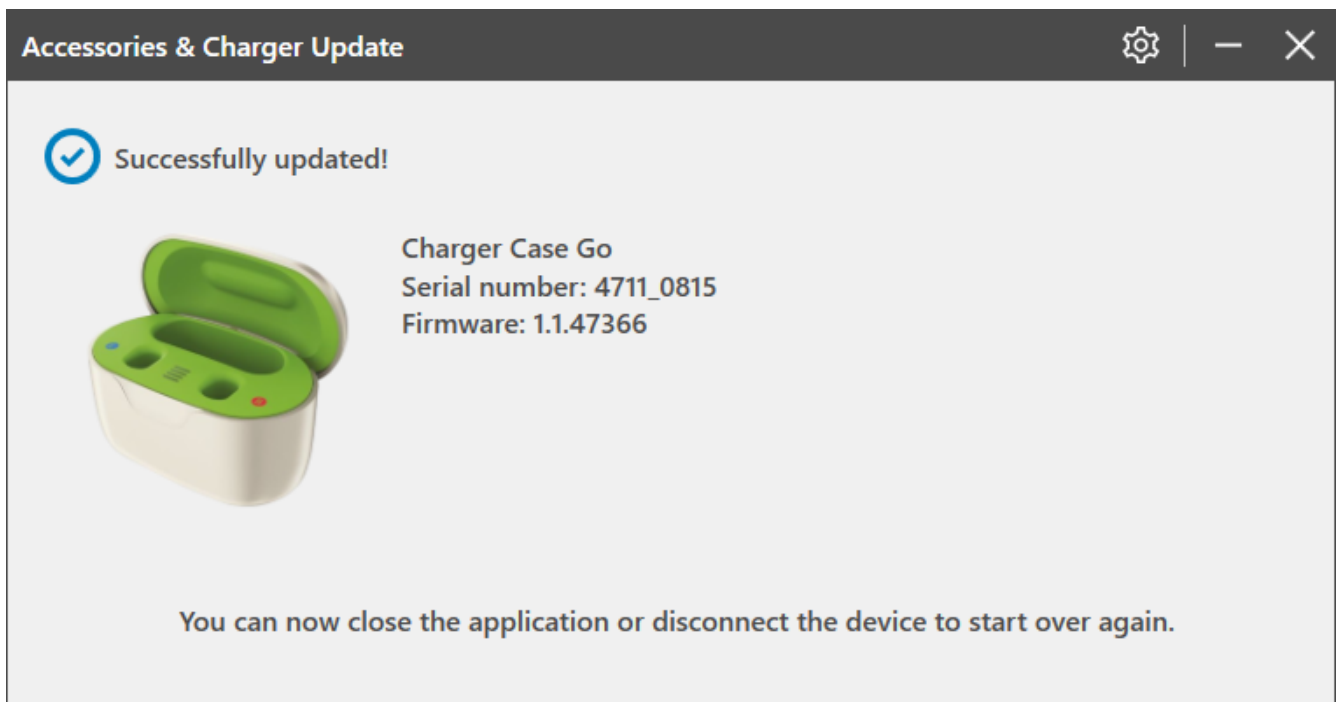 Accessories & Charger Update
Successfully updated!
Charger Case Go
Serial number: 4711_0815
Firmware: 1.1.47366
You can now close the application or disconnect the device to start over again.